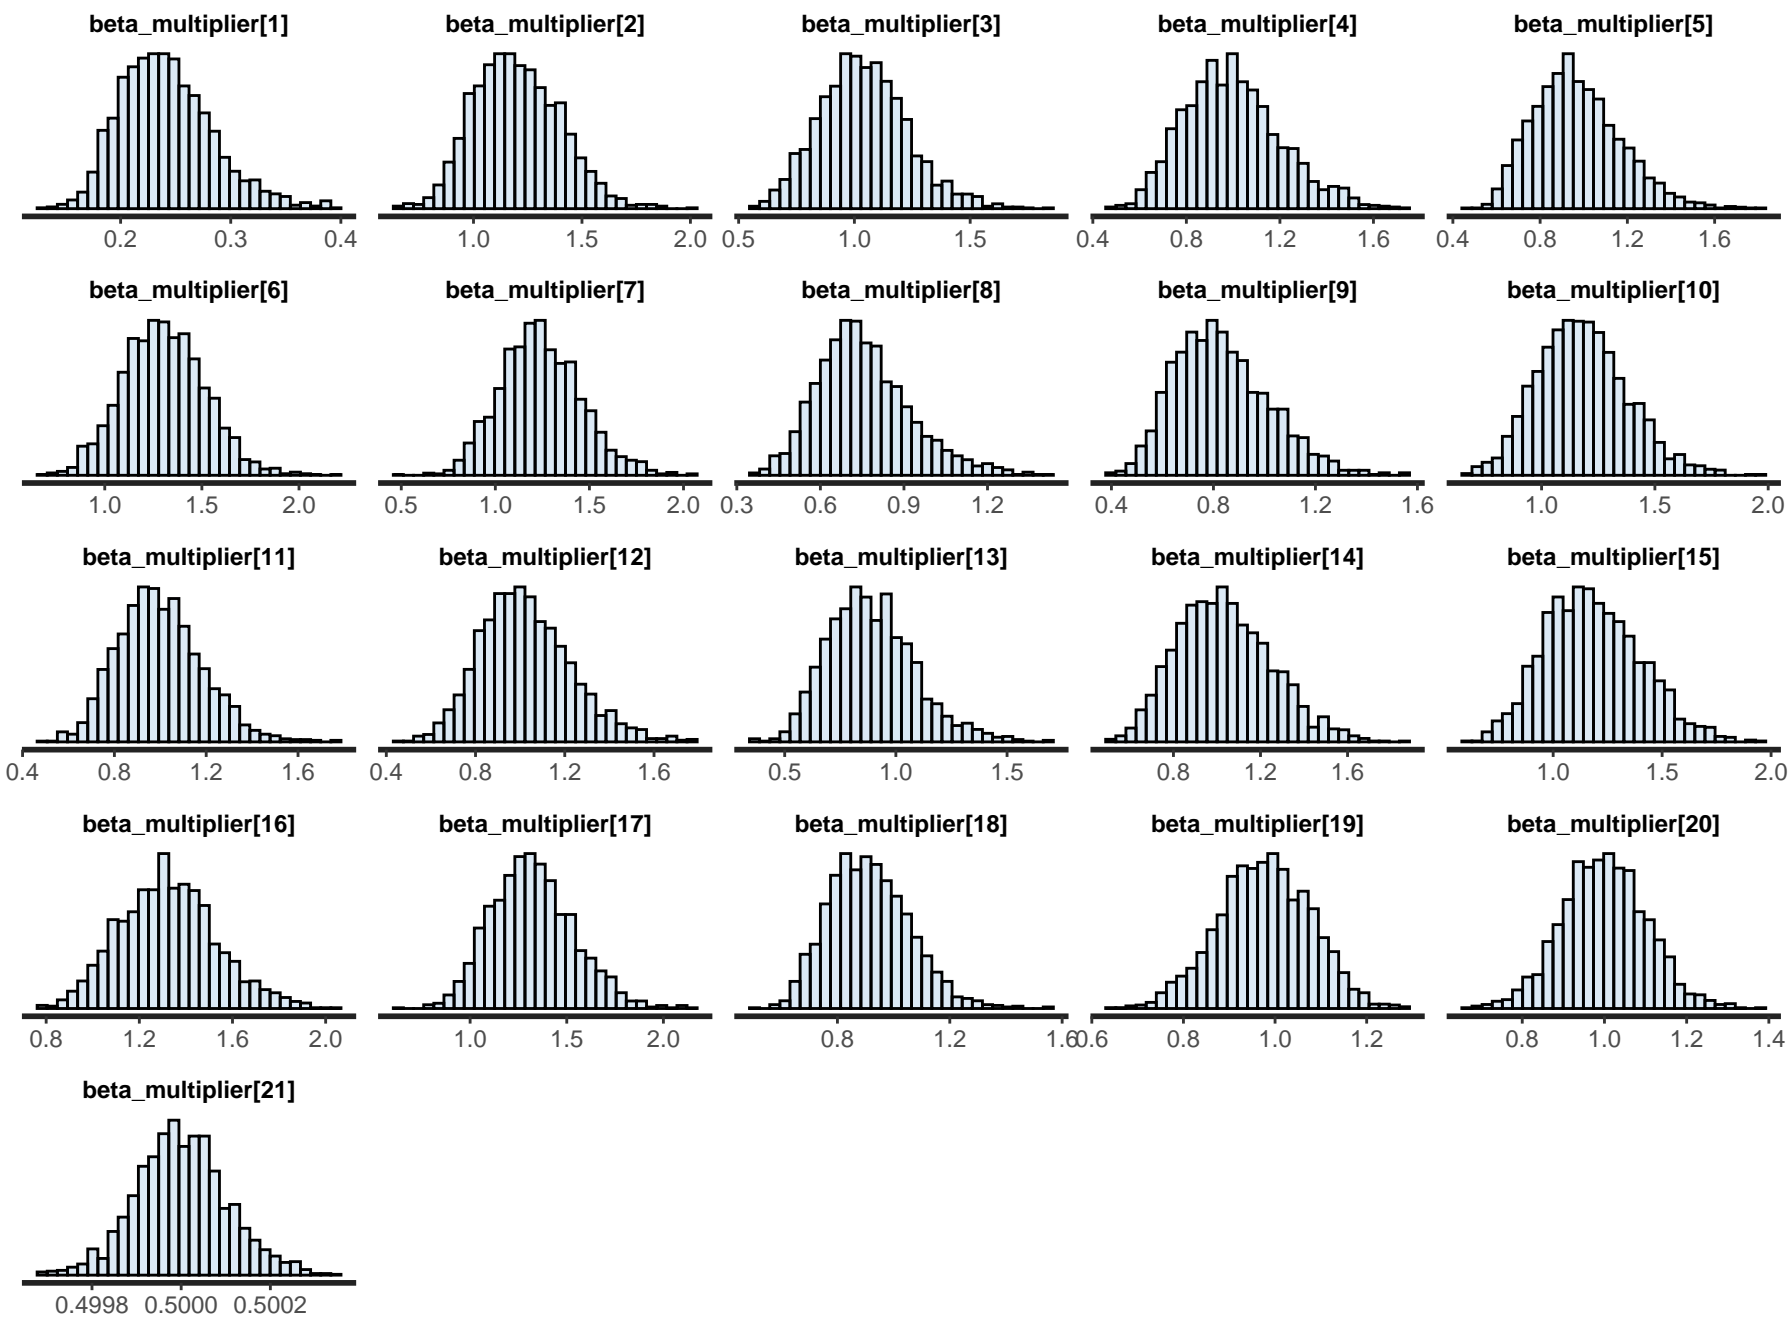 beta_multiplier[1] beta_multiplier[2] beta_multiplier[3] beta_multiplier[4] beta_multiplier[5]
0.2 0.3 0.4 1.0 1.5 2.0 0.5 1.0 1.5 0.4 0.8 1.2 1.6 0.4 0.8 1.2 1.6
beta_multiplier[6] beta_multiplier[7] beta_multiplier[8] beta_multiplier[9] beta_multiplier[10]
1.0 1.5 2.0 0.5 1.0 1.5 2.0 0.3 0.6 0.9 1.2 0.4 0.8 1.2 1.6 1.0 1.5 2.0
beta_multiplier[11] beta_multiplier[12] beta_multiplier[13] beta_multiplier[14] beta_multiplier[15]
0.4 0.8 1.2 1.6 0.4 0.8 1.2 1.6 0.5 1.0 1.5 0.8 1.2 1.6 1.0 1.5 2.0
beta_multiplier[16] beta_multiplier[17] beta_multiplier[18] beta_multiplier[19] beta_multiplier[20]
0.8 1.2 1.6 2.0 1.0 1.5 2.0 0.8 1.2 1.6 0.6 0.8 1.0 1.2 0.8 1.0 1.2 1.4
beta_multiplier[21]
0.4998 0.5000 0.5002